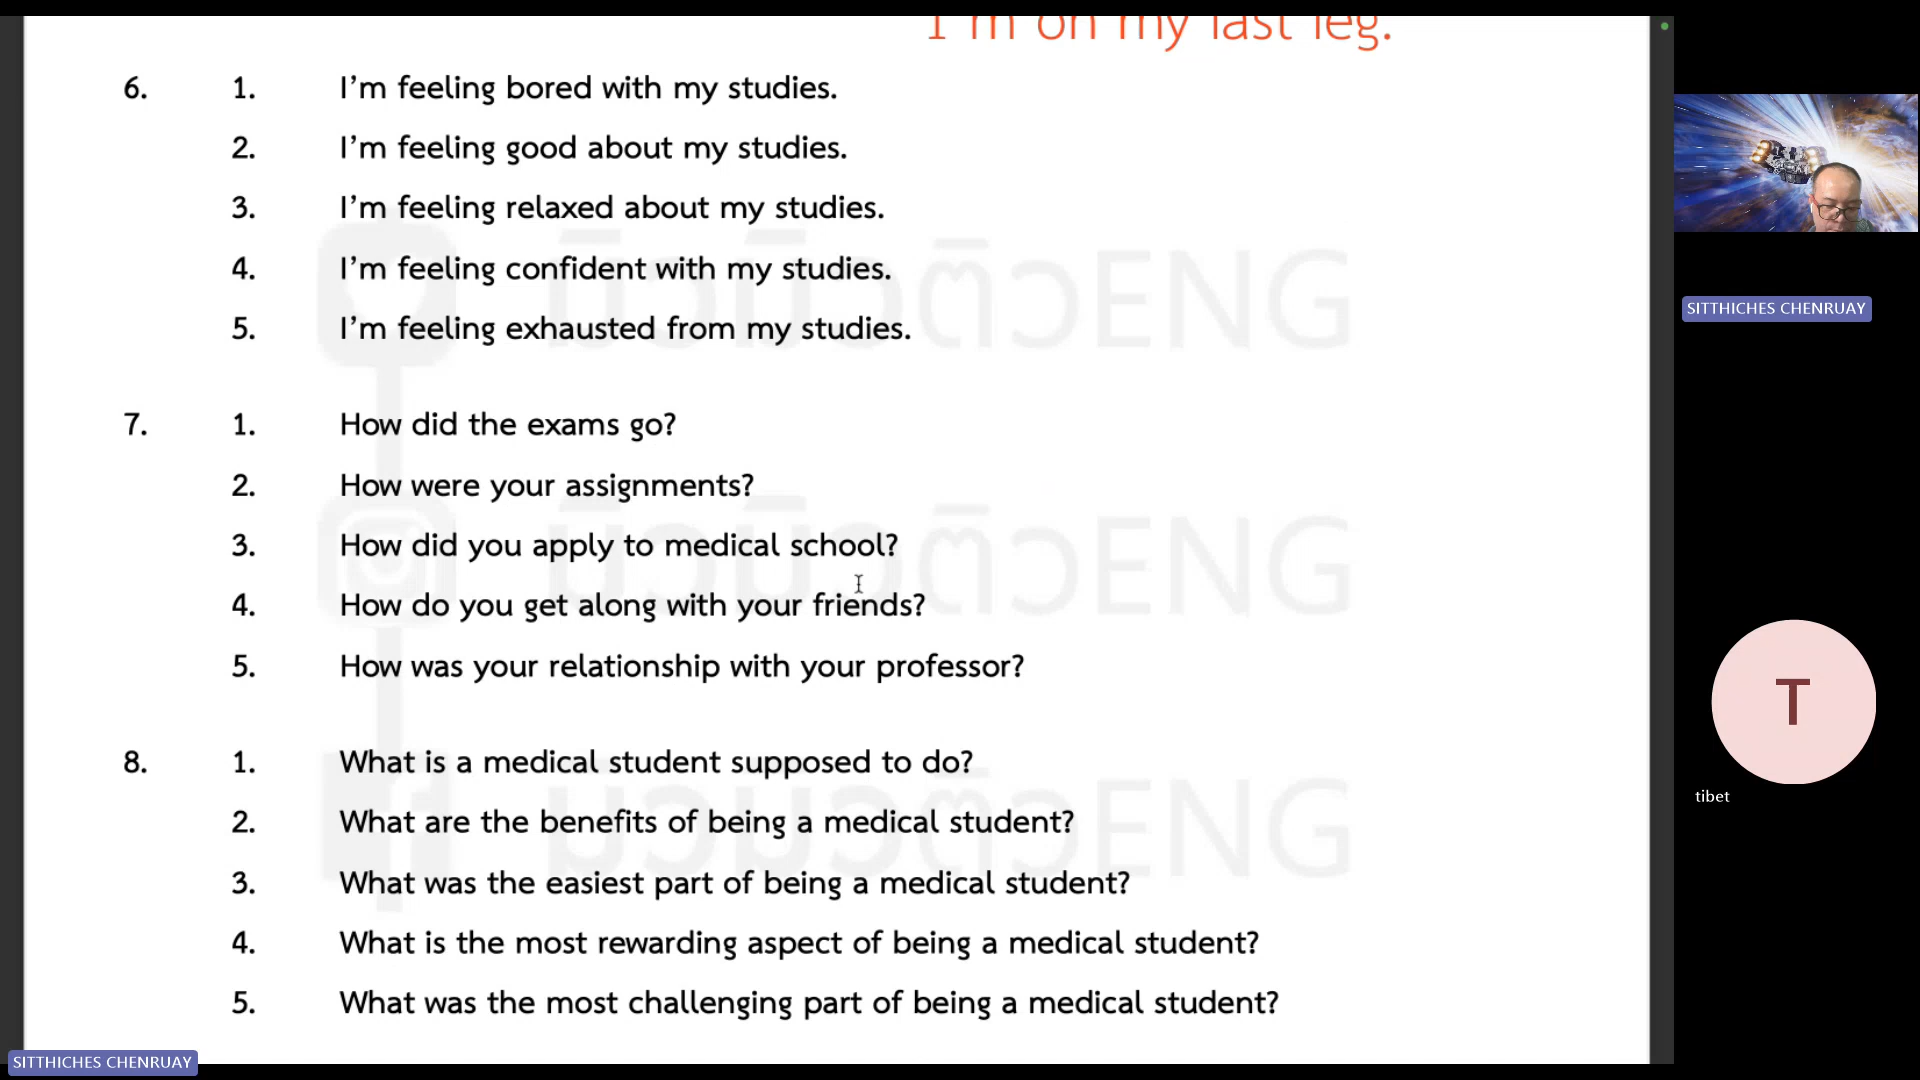 I'm on my last leg.
6. 1. I'm feeling bored with my studies.
2. I'm feeling good about my studies.
3. I'm feeling relaxed about my studies.
4. I'm feeling confident with my studies.
5. I'm feeling exhausted from my studies.
7. 1. How did the exams go?
2. How were your assignments?
3. How did you apply to medical school?
4. How do you get along with your friends?
5. How was your relationship with your professor?
8. 1. What is a medical student supposed to do?
2. What are the benefits of being a medical student?
3. What was the easiest part of being a medical student?
4. What is the most rewarding aspect of being a medical student?
5. What was the most challenging part of being a medical student?
SITTHICHES CHENRUAY
SITTHICHES CHENRUAY
T
tibet